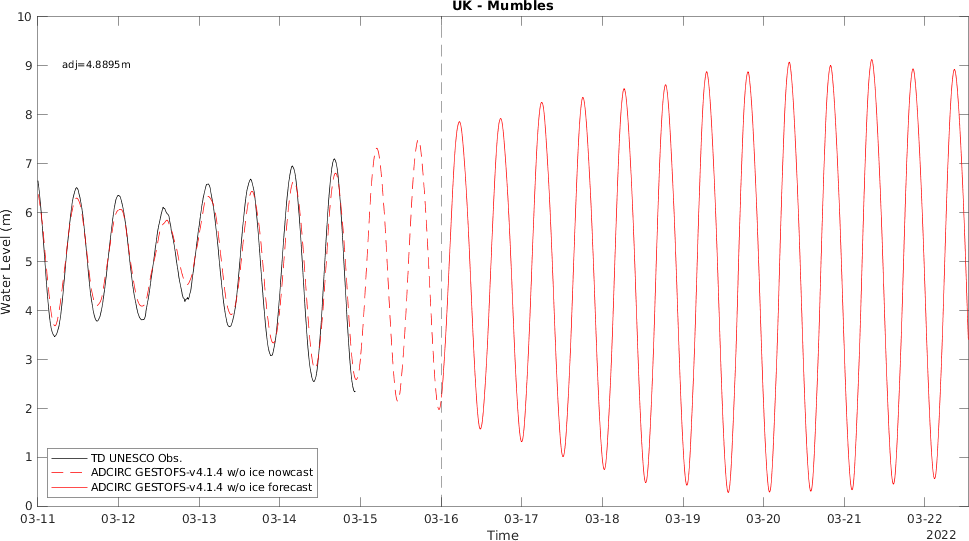 UK - Mumbles
adj=4.8895m
Water Level (m)
10
9
8
7
6
5
4
3
2
1
0
TD UNESCO Obs.
ADCIRC GESTOFS-v4.1.4 w/o ice nowcast
ADCIRC GESTOFS-v4.1.4 w/o ice forecast
03-11 03-12 03-13 03-14 03-15 03-16 03-17 03-18 03-19 03-20 03-21 03-22
Time
2022